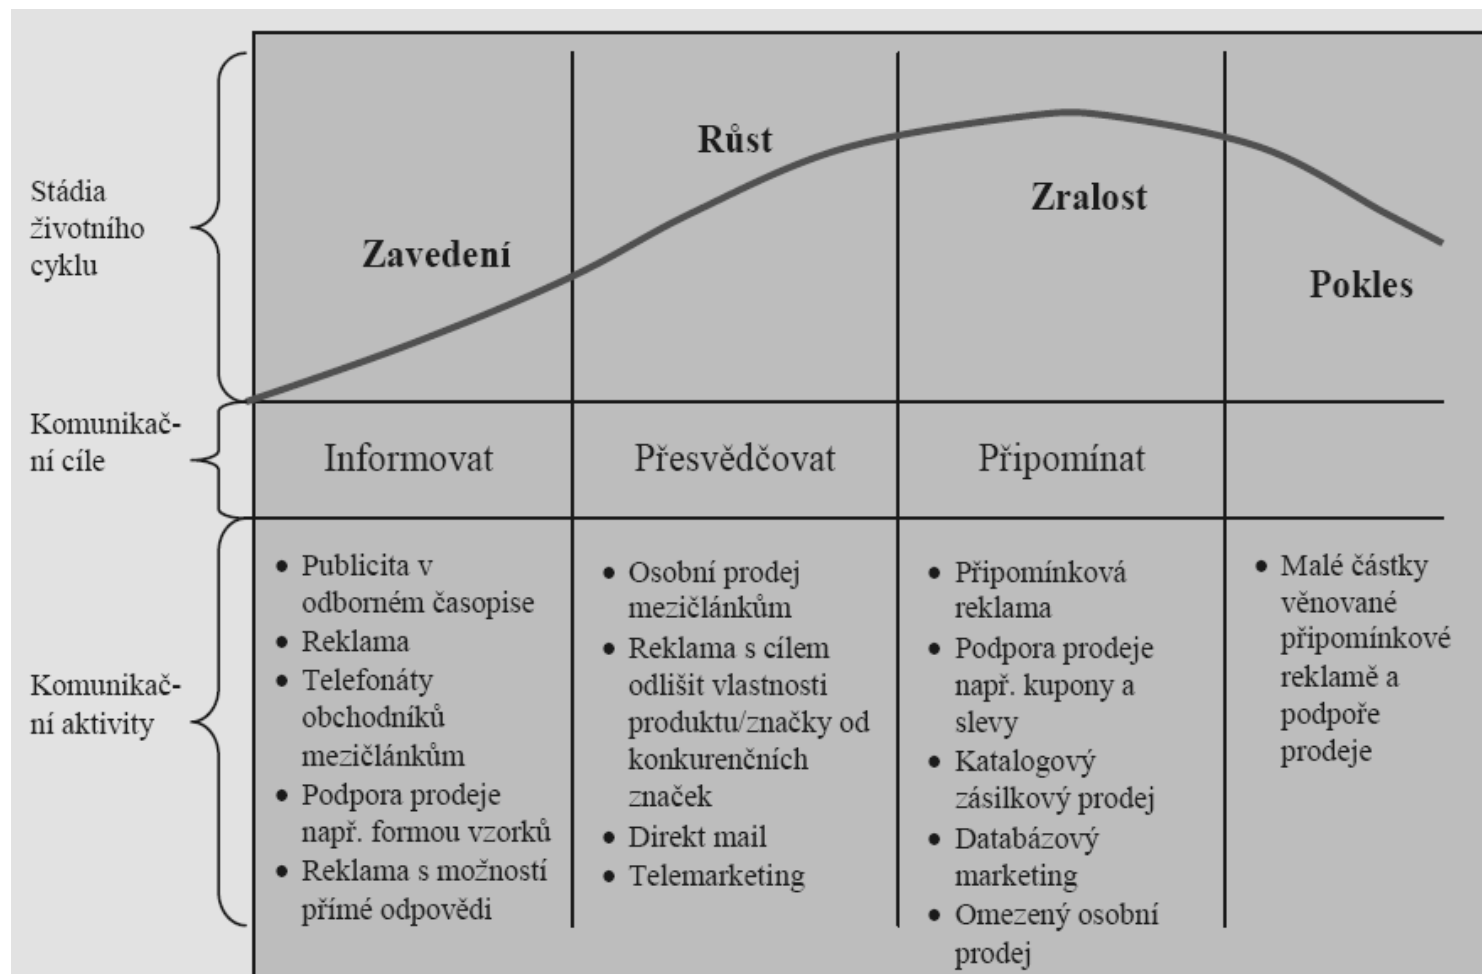 Stádia
životního
cyklu
Zavedení
Růst
Zralost
Pokles
Komunikač-
ní cíle
Informovat
Přesvědčovat
Připomínat
Komunikač-
ní aktivity
• Publicita v
odborném časopise
• Reklama
• Telefonáty
obchodníků
mezičlánkům
• Podpora prodeje
např. formou vzorků
• Reklama s možností
přímé odpovědi
• Osobní prodej
mezičlánkům
• Reklama s cílem
odlišit vlastnosti
produktu/značky od
konkurenčních
značek
• Direkt mail
• Telemarketing
• Připomínková
reklama
• Podpora prodeje
např. kupony a
slevy
• Katalogový
zásilkový prodej
• Databázový
marketing
• Omezený osobní
prodej
• Malé částky
věnované
připomínkové
reklamě a
podpoře
prodeje